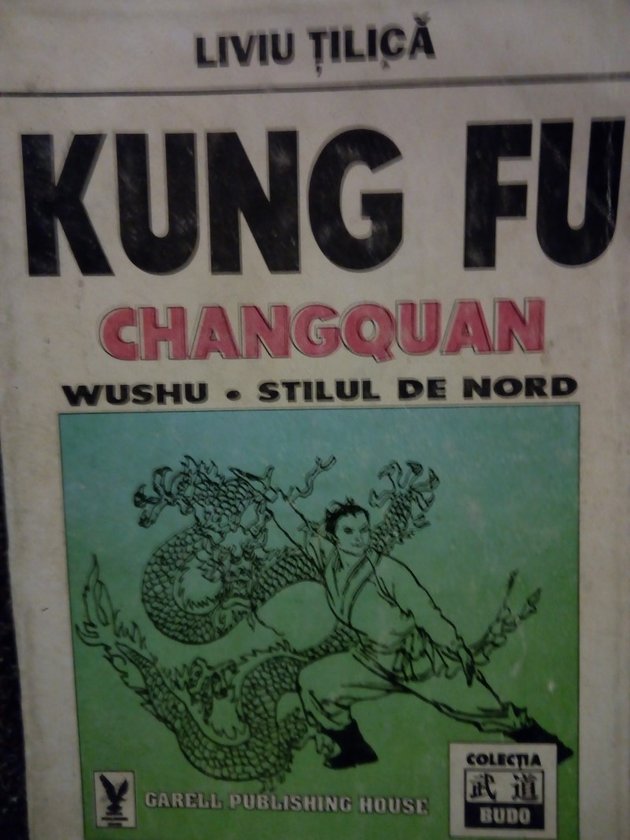 LIVIU ȚILICĂ
KUNG FU
CHANGQUAN
WUSHU • STILUL DE NORD
GARELL PUBLISHING HOUSE
COLECȚIA
武道
BUDO